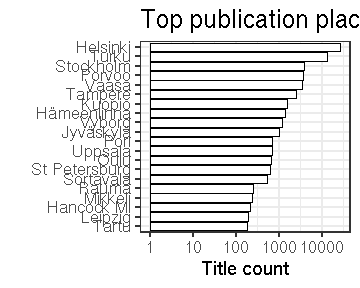 Top publication plac
Helsinki
Turku
Stockholm
Porvoo
Vaasa
Tampere
Kuopio
Hämeenlinna
Vyborg
Jyväskylä
Pori
Uppsala
Oulu
St Petersburg
Sortavala
Rauma
Mikkeli
Hancock MI
Leipzig
Tartu
1 10 100 1000 10000
Title count